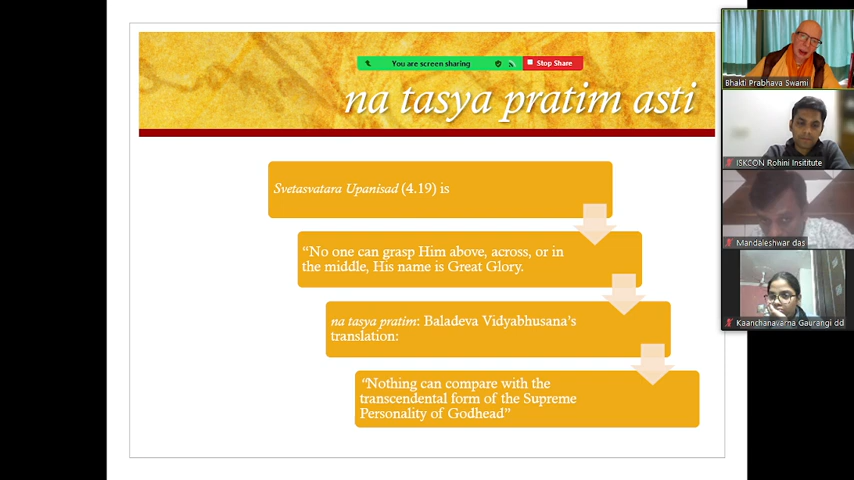 You are screen sharing
Stop Share
na tasya pratim asti
Svetasvatara Upanisad (4.19) is
“No one can grasp Him above, across, or in
the middle, His name is Great Glory.
na tasya pratim: Baladeva Vidyabhusana's
translation:
“Nothing can compare with the
transcendental form of the Supreme
Personality of Godhead”
Bhakti Prabhava Swami
ISKCON Rohini Insititute
Mandaleshwar das
Kaanchanavarna Gaurangi dd